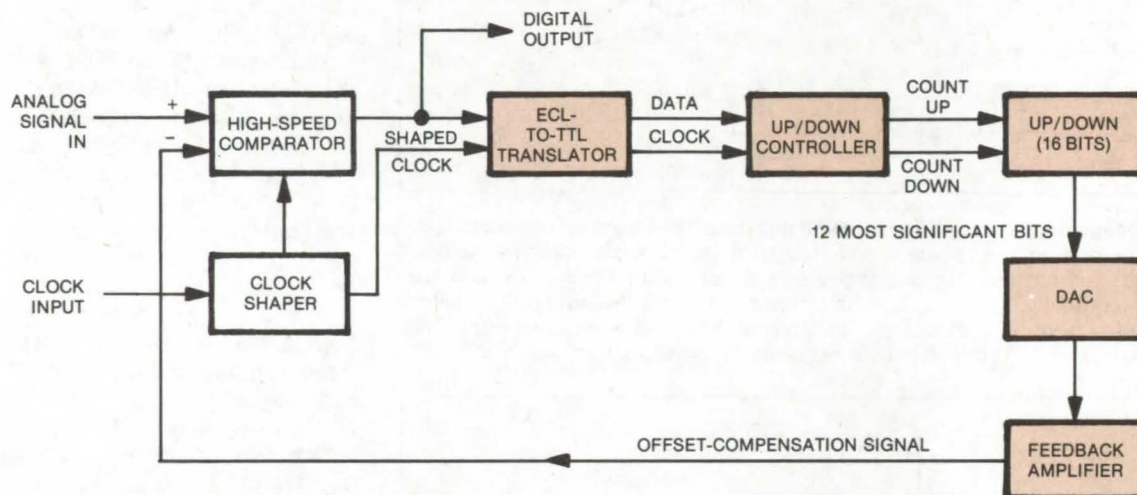 DIGITAL
OUTPUT
ANALOG
SIGNAL
IN
+
−
HIGH-SPEED
COMPARATOR
SHAPED
CLOCK
ECL-
TO-TTL
TRANSLATOR
DATA
CLOCK
UP/DOWN
CONTROLLER
COUNT
UP
COUNT
DOWN
UP/DOWN
(16 BITS)
12 MOST SIGNIFICANT BITS
CLOCK
INPUT
CLOCK
SHAPER
DAC
OFFSET-COMPENSATION SIGNAL
FEEDBACK
AMPLIFIER